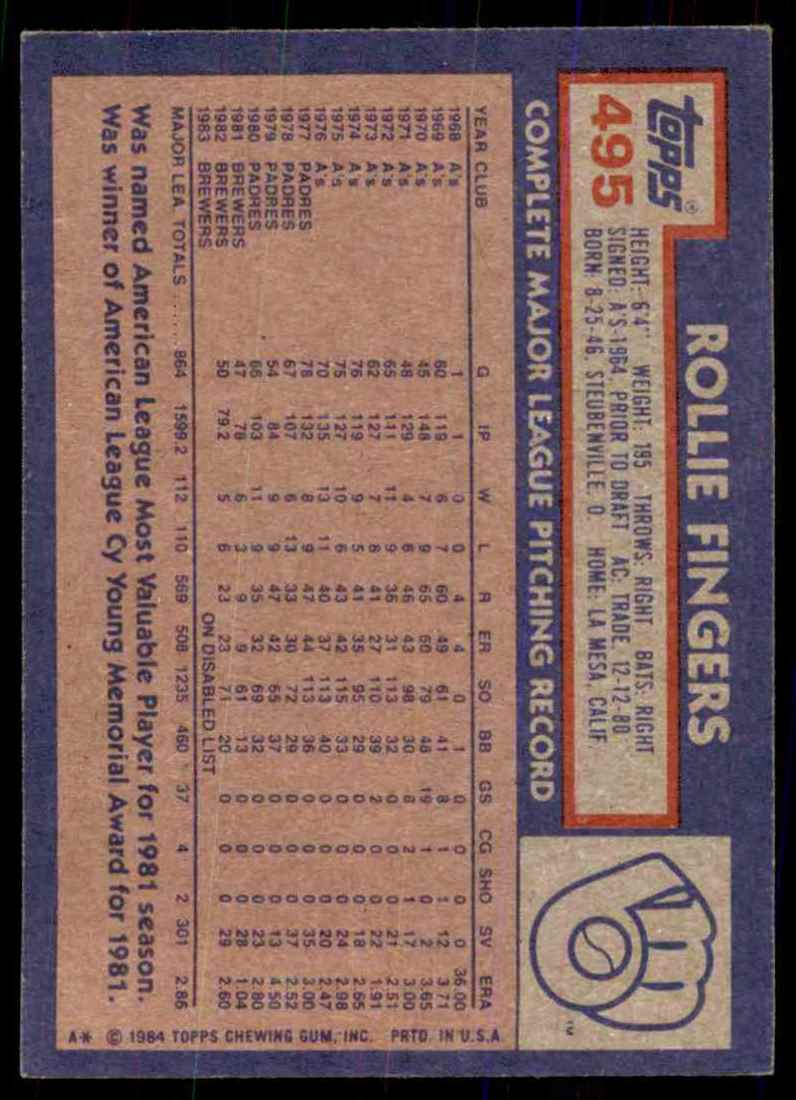 ROLLIE FINGERS
topps®
495
HEIGHT: 6'4" WEIGHT: 195 THROWS: RIGHT BATS: RIGHT
SIGNED: A'S-1964, PRIOR TO DRAFT AC: TRADE, 12-12-80
BORN: 8-25-46, STEUBENVILLE, O. HOME: LA MESA, CALIF.
TM
COMPLETE MAJOR LEAGUE PITCHING RECORD
YEAR CLUB G IP W L R ER SO BB GS CG SHO SV ERA
1968 A's 1 1 0 0 4 4 0 1 0 0 0 0 36.00
1969 A's 60 119 6 7 60 49 61 41 8 1 1 12 3.71
1970 A's 45 148 7 9 65 60 79 48 19 1 0 2 3.65
1971 A's 48 129 4 6 46 43 98 30 8 2 1 17 3.00
1972 A's 65 111 11 9 36 31 113 32 0 0 0 21 2.51
1973 A's 62 127 7 8 41 27 110 39 2 0 0 22 1.91
1974 A's 76 119 9 5 41 35 95 29 0 0 0 18 2.65
1975 A's 75 127 10 6 43 42 115 33 0 0 0 24 2.98
1976 A's 70 135 13 11 40 37 113 40 0 0 0 20 2.47
1977 PADRES 78 132 8 9 47 44 113 36 0 0 0 35 3.00
1978 PADRES 67 107 6 13 33 30 72 29 0 0 0 37 2.52
1979 PADRES 54 84 9 9 47 42 65 37 0 0 0 13 4.50
1980 PADRES 66 103 11 9 35 32 69 32 0 0 0 23 2.80
1981 BREWERS 47 78 6 3 9 9 61 13 0 0 0 28 1.04
1982 BREWERS 50 79.2 5 6 23 23 71 20 0 0 0 29 2.60
1983 BREWERS ON DISABLED LIST
MAJOR LEA. TOTALS ...... 864 1599.2 112 110 569 508 1235 460 37 4 2 301 2.86
Was named American League Most Valuable Player for 1981 season.
Was winner of American League Cy Young Memorial Award for 1981.
A* © 1984 TOPPS CHEWING GUM, INC. PRTD. IN U.S.A.